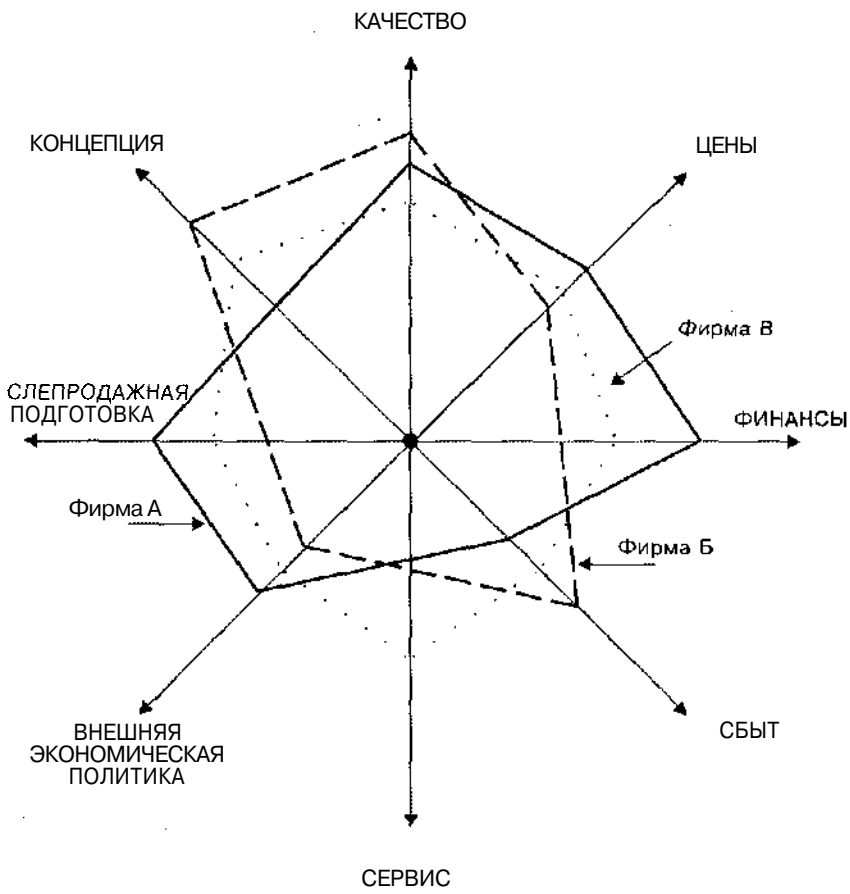 КАЧЕСТВО
КОНЦЕПЦИЯ
ЦЕНЫ
Фирма В
СЛЕПРОДАЖНАЯ
ПОДГОТОВКА
ФИНАНСЫ
Фирма А
Фирма Б
ВНЕШНЯЯ
ЭКОНОМИЧЕСКАЯ
ПОЛИТИКА
СБЫТ
СЕРВИС